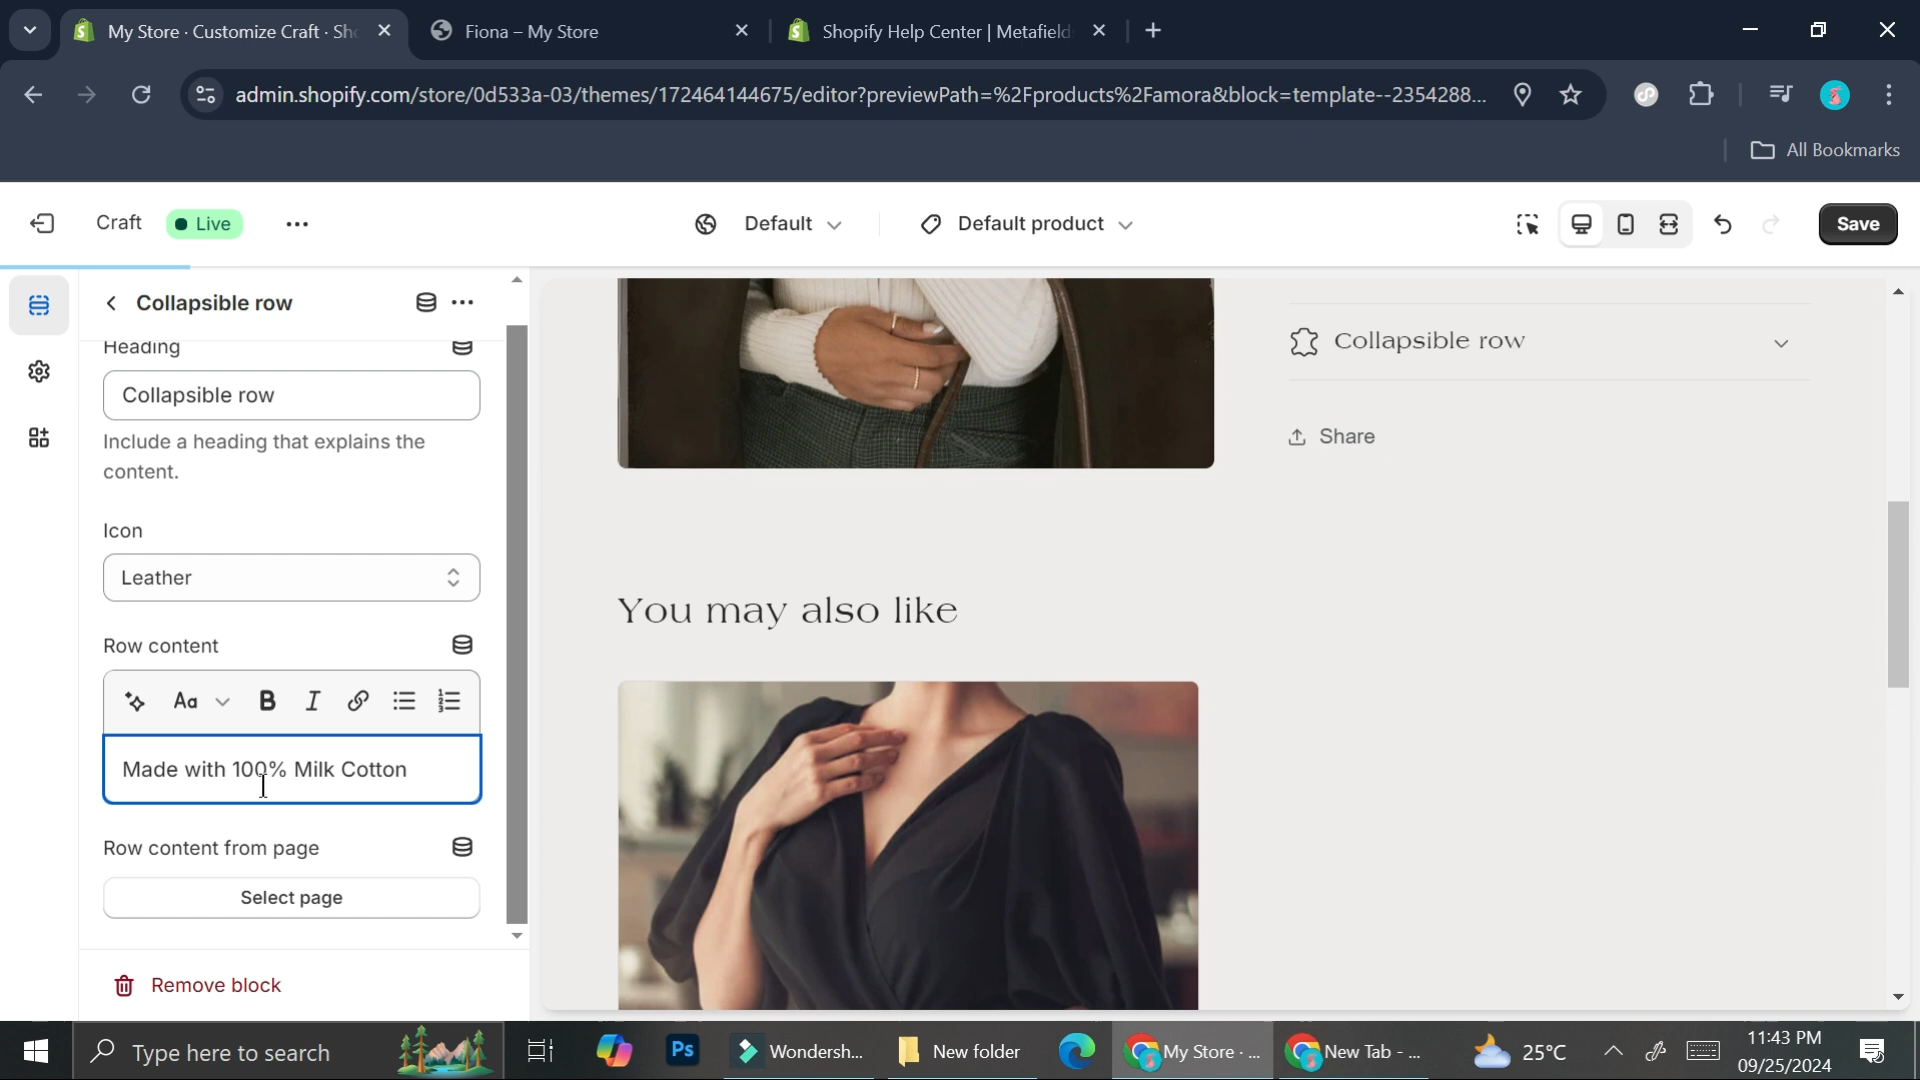 My Store · Customize Craft · Sh
Fiona – My Store
Shopify Help Center | Metafield
admin.shopify.com/store/0d533a-03/themes/172464144675/editor?previewPath=%2Fproducts%2Famora&block=template--2354288...
All Bookmarks
Craft
Live
Default
Default product
Save
Collapsible row
Heading
Collapsible row
Include a heading that explains the
content.
Icon
Leather
Row content
Aa B I
Made with 100% Milk Cotton
Row content from page
Select page
Remove block
Collapsible row
Share
You may also like
Type here to search
Ps
Wondersh...
New folder
My Store · ...
New Tab - ...
25°C
11:43 PM
09/25/2024